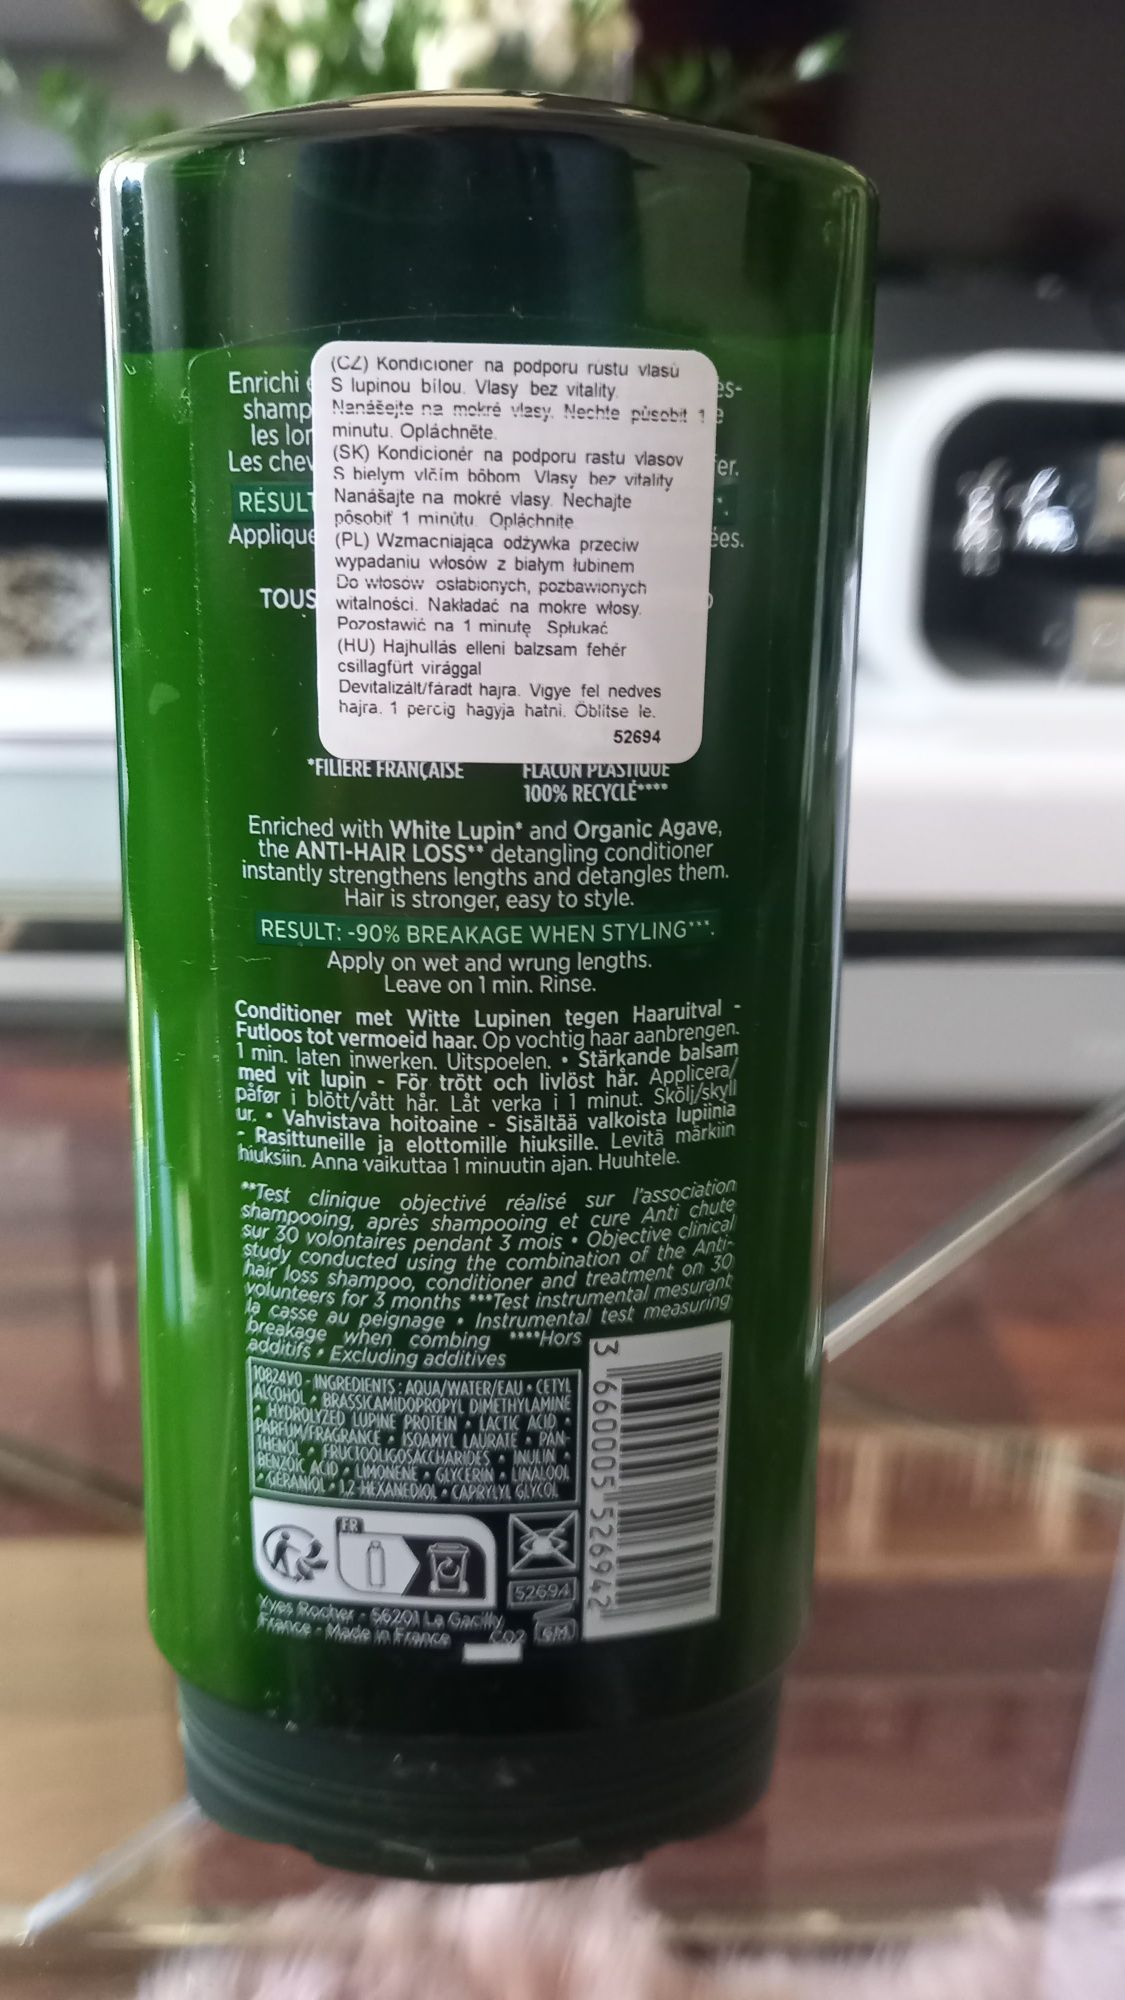 (CZ) Kondicioner na podporu růstu vlasů
S lupinou bílou. Vlasy bez vitality.
Nanášejte na mokré vlasy. Nechte působit 1
minutu. Opláchněte.
(SK) Kondicionér na podporu rastu vlasov
S bielym vlčím bôbom Vlasy bez vitality
Nanášajte na mokré vlasy. Nechajte
pôsobiť 1 minútu. Opláchnite
(PL) Wzmacniająca odżywka przeciw
wypadaniu włosów z białym łubinem
Do włosów osłabionych, pozbawionych
witalności. Nakładać na mokre włosy.
Pozostawić na 1 minutę Spłukać
(HU) Hajhullás elleni balzsam fehér
csillagfürt virággal
Devitalizált/fáradt hajra. Vigye fel nedves
hajra. 1 percig hagyja hatni. Öblítse le.
52694
Enrichi
les
Les
TOUS
*FILIÈRE FRANÇAISE
FLACON PLASTIQUE
100% RECYCLÉ****
Enriched with White Lupin* and Organic Agave,
the ANTI-HAIR LOSS** detangling conditioner
instantly strengthens lengths and detangles them.
Hair is stronger, easy to style.
RESULT: -90% BREAKAGE WHEN STYLING***.
Apply on wet and wrung lengths.
Leave on 1 min. Rinse.
Conditioner met Witte Lupinen tegen Haaruitval -
Futloos tot vermoeid haar. Op vochtig haar aanbrengen.
1 min. laten inwerken. Uitspoelen. • Stärkande balsam
med vit lupin - För trött och livlöst hår. Applicera/
påfør i blött/vått hår. Låt verka i 1 minut. Skölj/skyll
ur. • Vahvistava hoitoaine - Sisältää valkoista lupiinia
- Rasittuneille ja elottomille hiuksille. Levitä märkiin
hiuksiin. Anna vaikuttaa 1 minuutin ajan. Huuhtele.
**Test clinique objectivé réalisé sur l'association
shampooing, après shampooing et cure Anti chute
sur 30 volontaires pendant 3 mois • Objective clinical
study conducted using the combination of the Anti-
hair loss shampoo, conditioner and treatment on 30
volunteers for 3 months ***Test instrumental mesurant
la casse au peignage • Instrumental test measuring
breakage when combing ****Hors
additifs • Excluding additives
10824V0 - INGREDIENTS : AQUA/WATER/EAU • CETYL
ALCOHOL • BRASSICAMIDOPROPYL DIMETHYLAMINE
• HYDROLYZED LUPINE PROTEIN • LACTIC ACID •
PARFUM/FRAGRANCE • ISOAMYL LAURATE • PAN-
THENOL • FRUCTOOLIGOSACCHARIDES • INULIN •
BENZOIC ACID • LIMONENE • GLYCERIN • LINALOOL
• GERANIOL • 1,2-HEXANEDIOL • CAPRYLYL GLYCOL
3 660005 526942
FR
52694
Yves Rocher - 56201 La Gacilly
France - Made in France
C02
6M